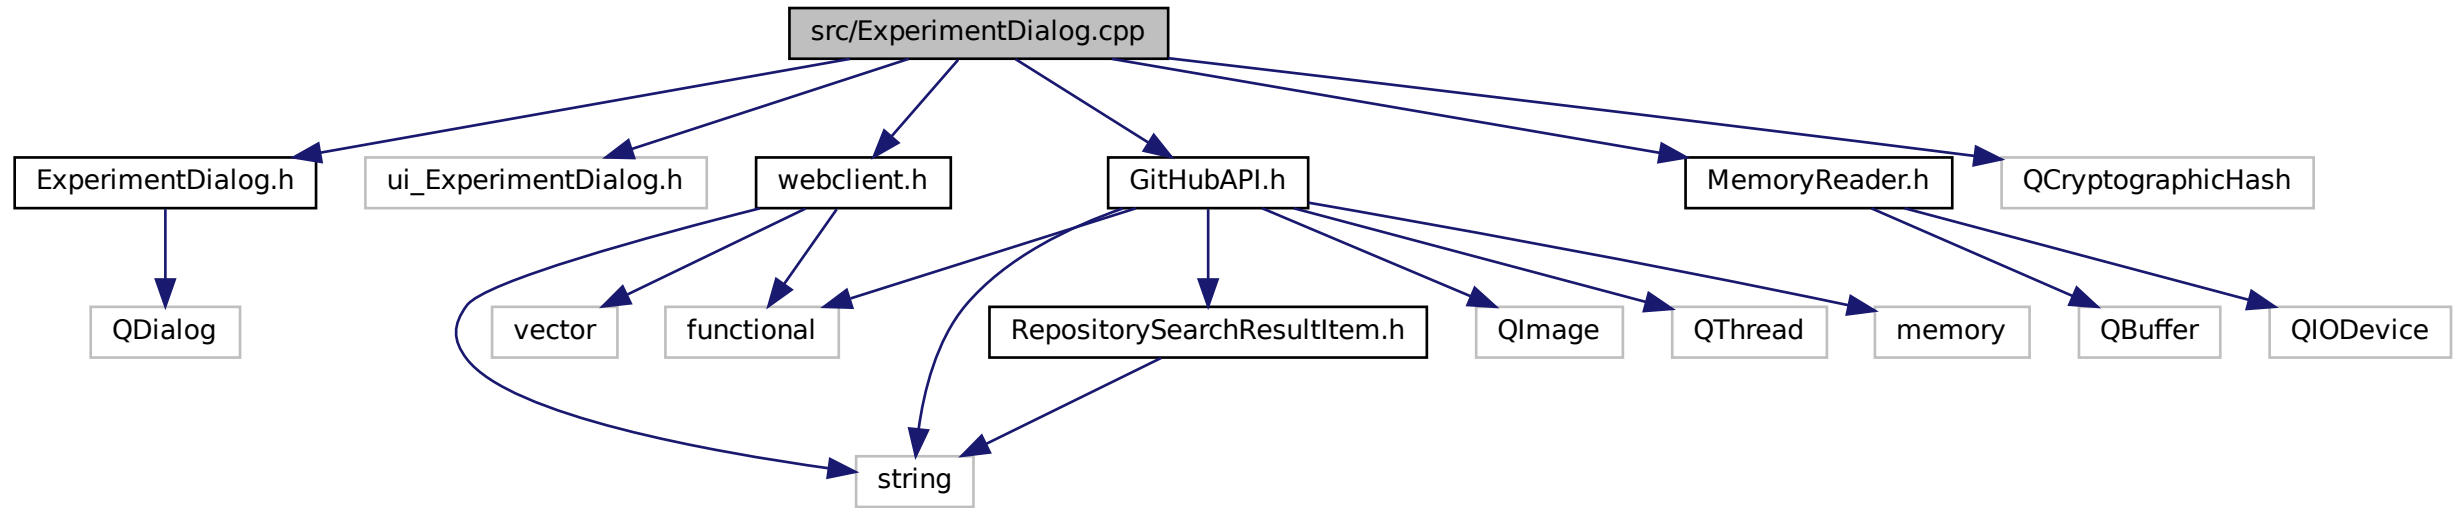 src/ExperimentDialog.cpp
ExperimentDialog.h
ui_ExperimentDialog.h
webclient.h
GitHubAPI.h
MemoryReader.h
QCryptographicHash
QDialog
vector
functional
RepositorySearchResultItem.h
QImage
QThread
memory
QBuffer
QIODevice
string